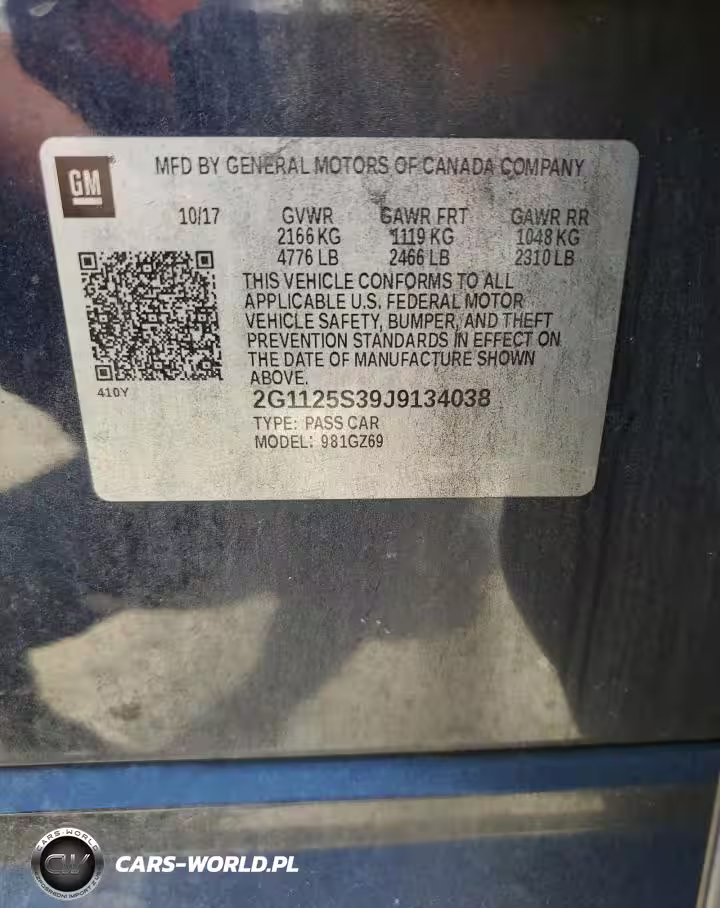 GM
MFD BY GENERAL MOTORS OF CANADA COMPANY
10/17 GVWR GAWR FRT GAWR RR
2166 KG 1119 KG 1048 KG
4776 LB 2466 LB 2310 LB
THIS VEHICLE CONFORMS TO ALL
APPLICABLE U.S. FEDERAL MOTOR
VEHICLE SAFETY, BUMPER, AND THEFT
PREVENTION STANDARDS IN EFFECT ON
THE DATE OF MANUFACTURE SHOWN
ABOVE.
410Y
2G1125S39J9134038
TYPE: PASS CAR
MODEL: 981GZ69
CARS-WORLD
CARS-WORLD.PL